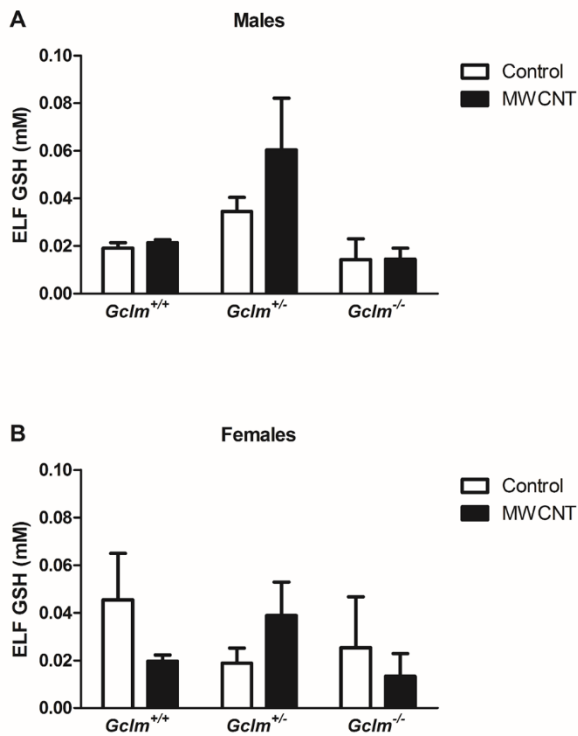 A
Males
Control
MWCNT
ELF GSH (mM)
0.10
0.08
0.06
0.04
0.02
0.00
Gclm+/+ Gclm+/- Gclm-/-
B
Females
Control
MWCNT
ELF GSH (mM)
0.10
0.08
0.06
0.04
0.02
0.00
Gclm+/+ Gclm+/- Gclm-/-